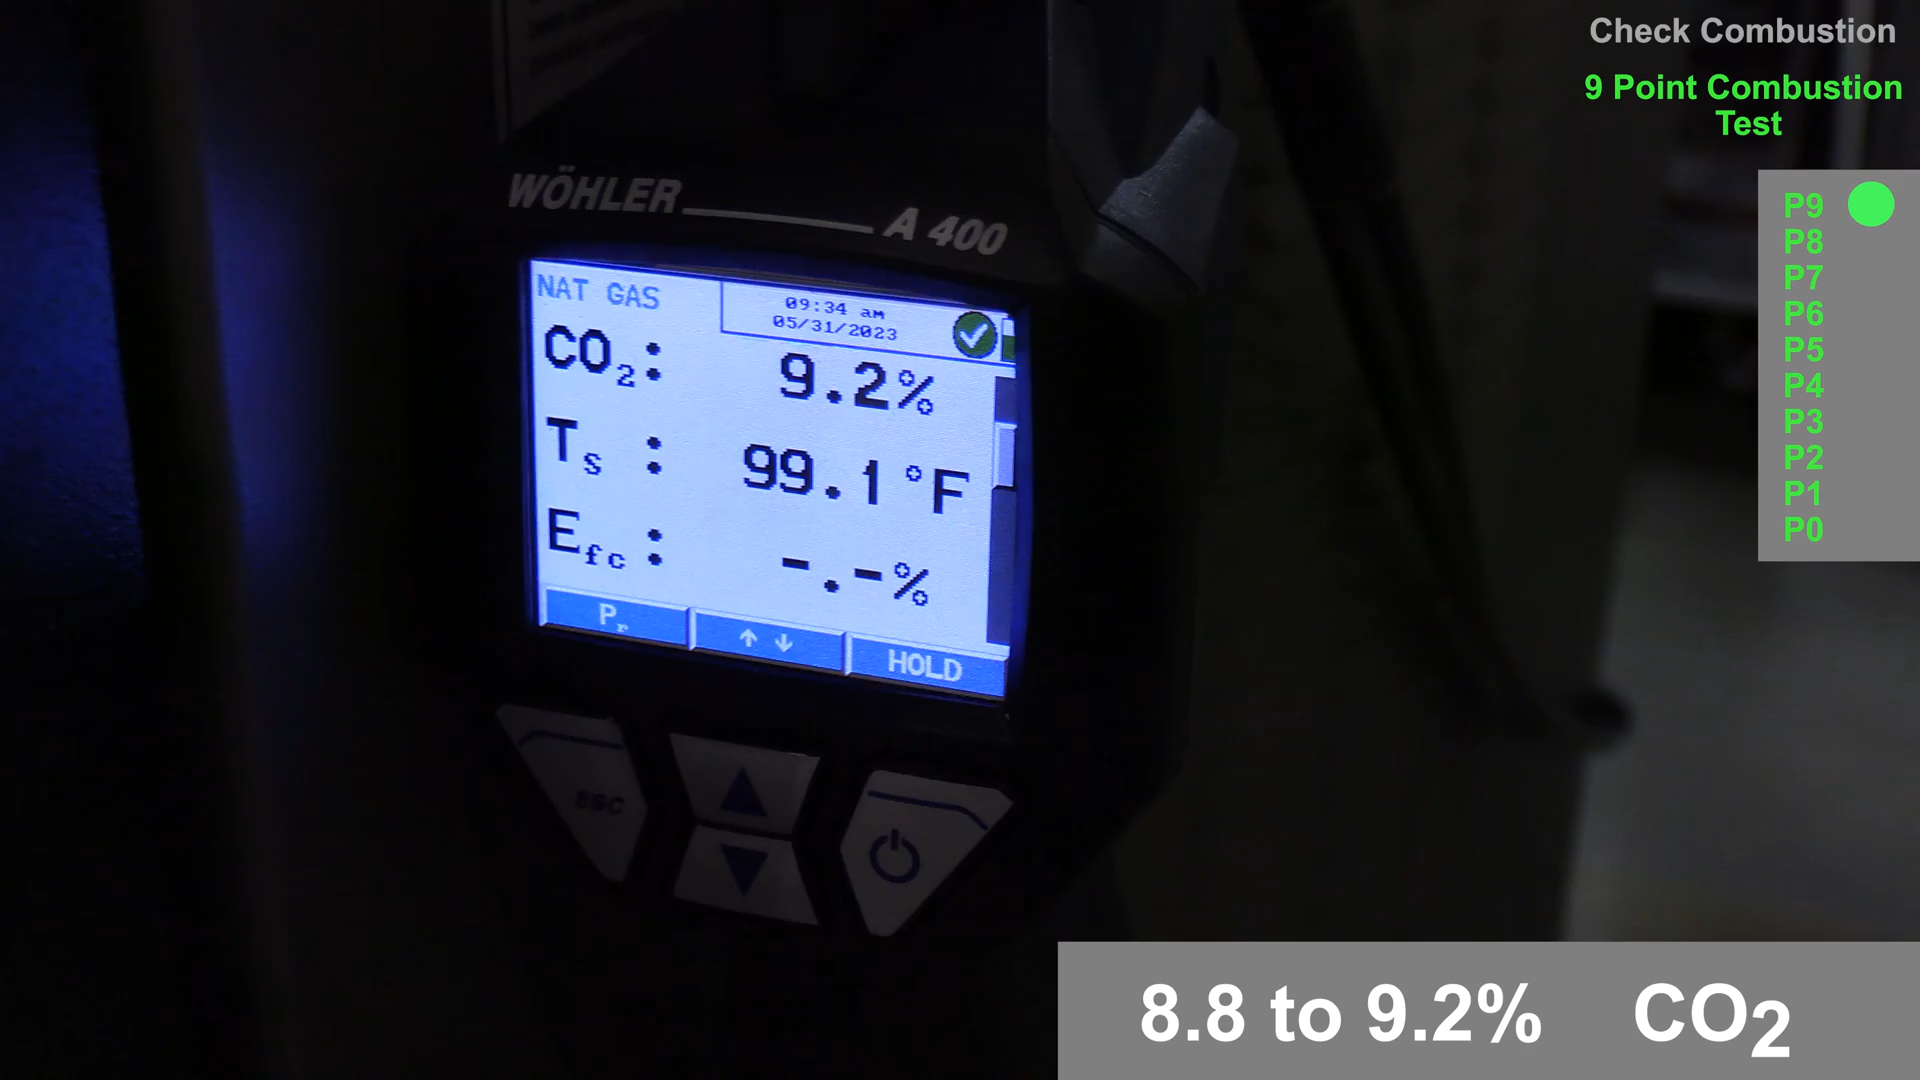 Check Combustion
9 Point Combustion
Test
WÖHLER A 400
NAT GAS
09:34 am
05/31/2023
CO₂: 9.2%
Ts : 99.1°F
Efc : -.-%
Pr ↑ ↓ HOLD
esc
P9
P8
P7
P6
P5
P4
P3
P2
P1
P0
8.8 to 9.2% CO₂